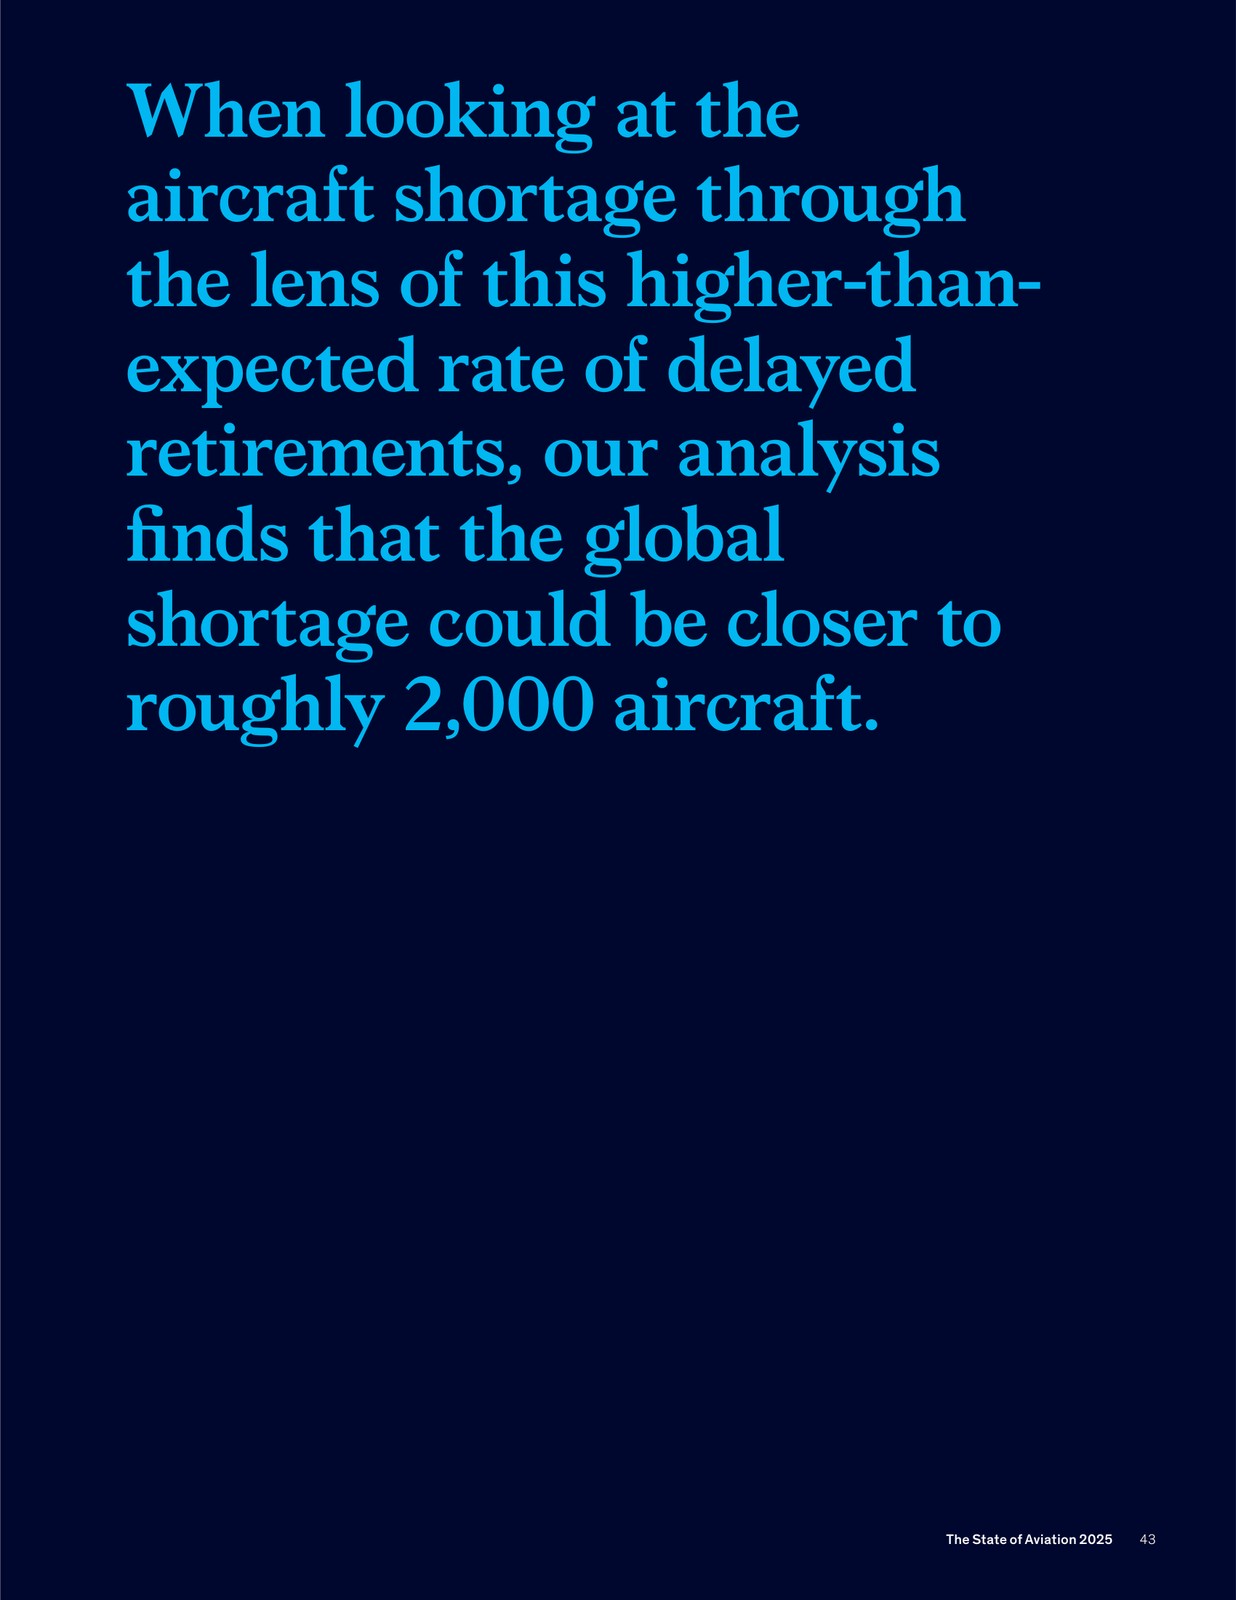 When looking at the
aircraft shortage through
the lens of this higher-than-
expected rate of delayed
retirements, our analysis
finds that the global
shortage could be closer to
roughly 2,000 aircraft.
The State of Aviation 2025 43